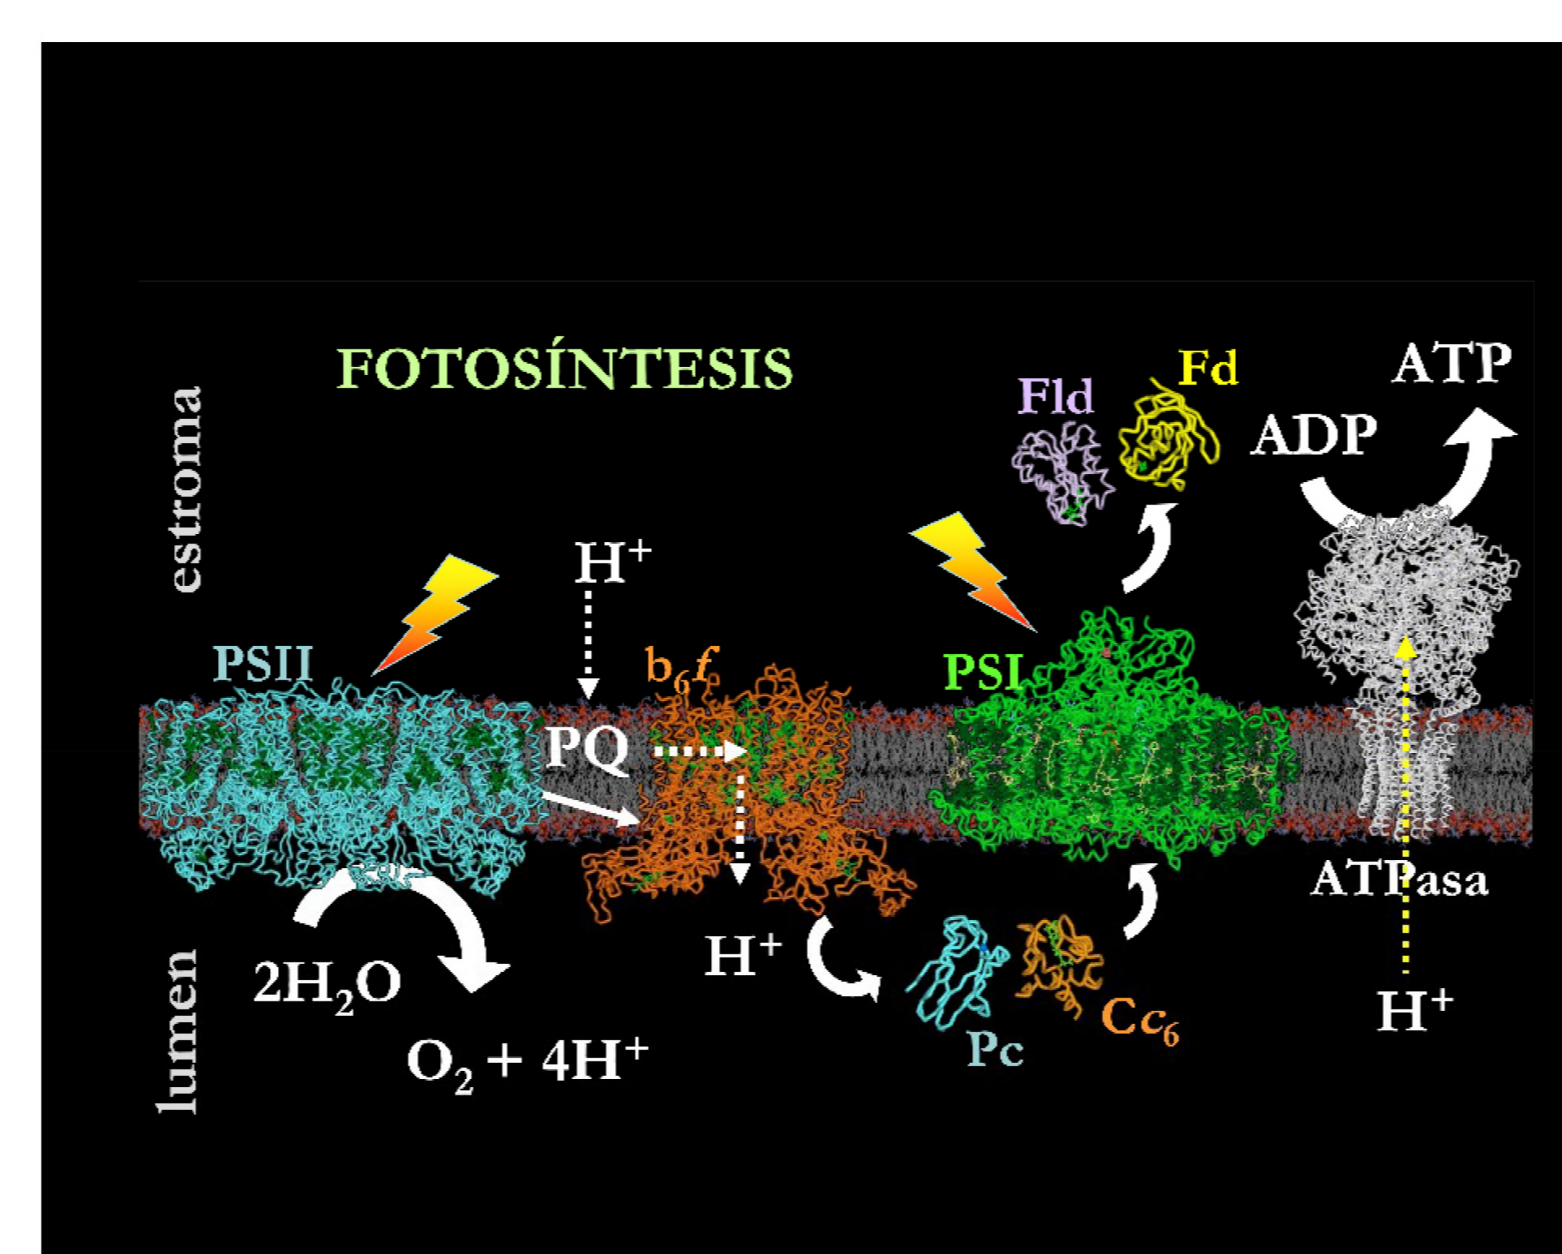 FOTOSÍNTESIS
estroma
Fld
Fd
ATP
ADP
H⁺
PSII
b₆f
PSI
PQ
ATPasa
2H₂O
O₂ + 4H⁺
H⁺
Pc
Cc₆
H⁺
lumen